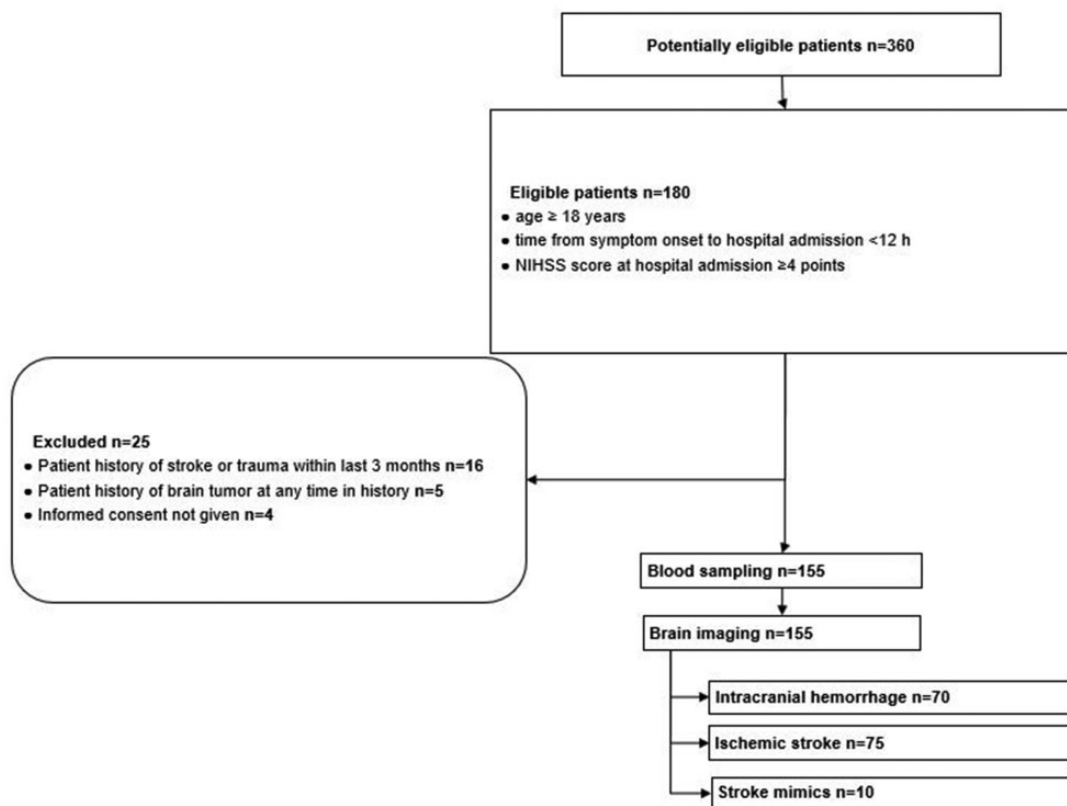 Potentially eligible patients n=360
Eligible patients n=180
● age ≥ 18 years
● time from symptom onset to hospital admission <12 h
● NIHSS score at hospital admission ≥4 points
Excluded n=25
● Patient history of stroke or trauma within last 3 months n=16
● Patient history of brain tumor at any time in history n=5
● Informed consent not given n=4
Blood sampling n=155
Brain imaging n=155
Intracranial hemorrhage n=70
Ischemic stroke n=75
Stroke mimics n=10